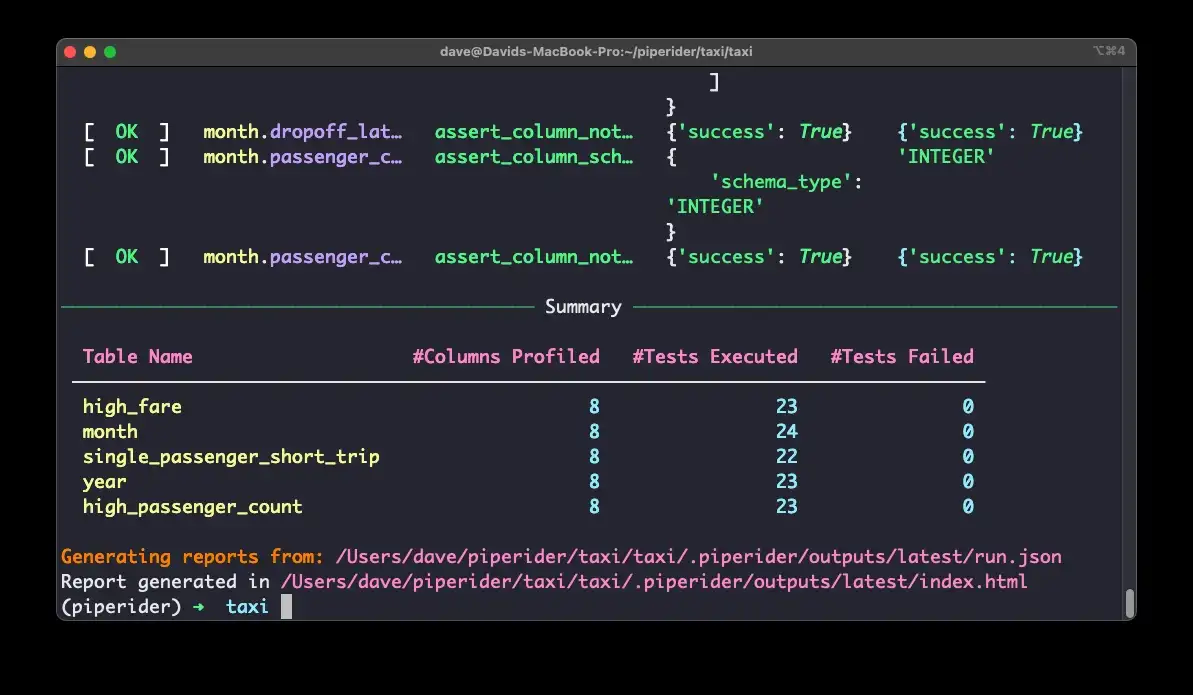 dave@Davids-MacBook-Pro:~/piperider/taxi/taxi ⌥⌘4
]
}
[ OK ] month.dropoff_lat… assert_column_not… {'success': True} {'success': True}
[ OK ] month.passenger_c… assert_column_sch… { 'INTEGER'
'schema_type':
'INTEGER'
}
[ OK ] month.passenger_c… assert_column_not… {'success': True} {'success': True}
Summary
Table Name #Columns Profiled #Tests Executed #Tests Failed
high_fare 8 23 0
month 8 24 0
single_passenger_short_trip 8 22 0
year 8 23 0
high_passenger_count 8 23 0
Generating reports from: /Users/dave/piperider/taxi/taxi/.piperider/outputs/latest/run.json
Report generated in /Users/dave/piperider/taxi/taxi/.piperider/outputs/latest/index.html
(piperider) ➜ taxi